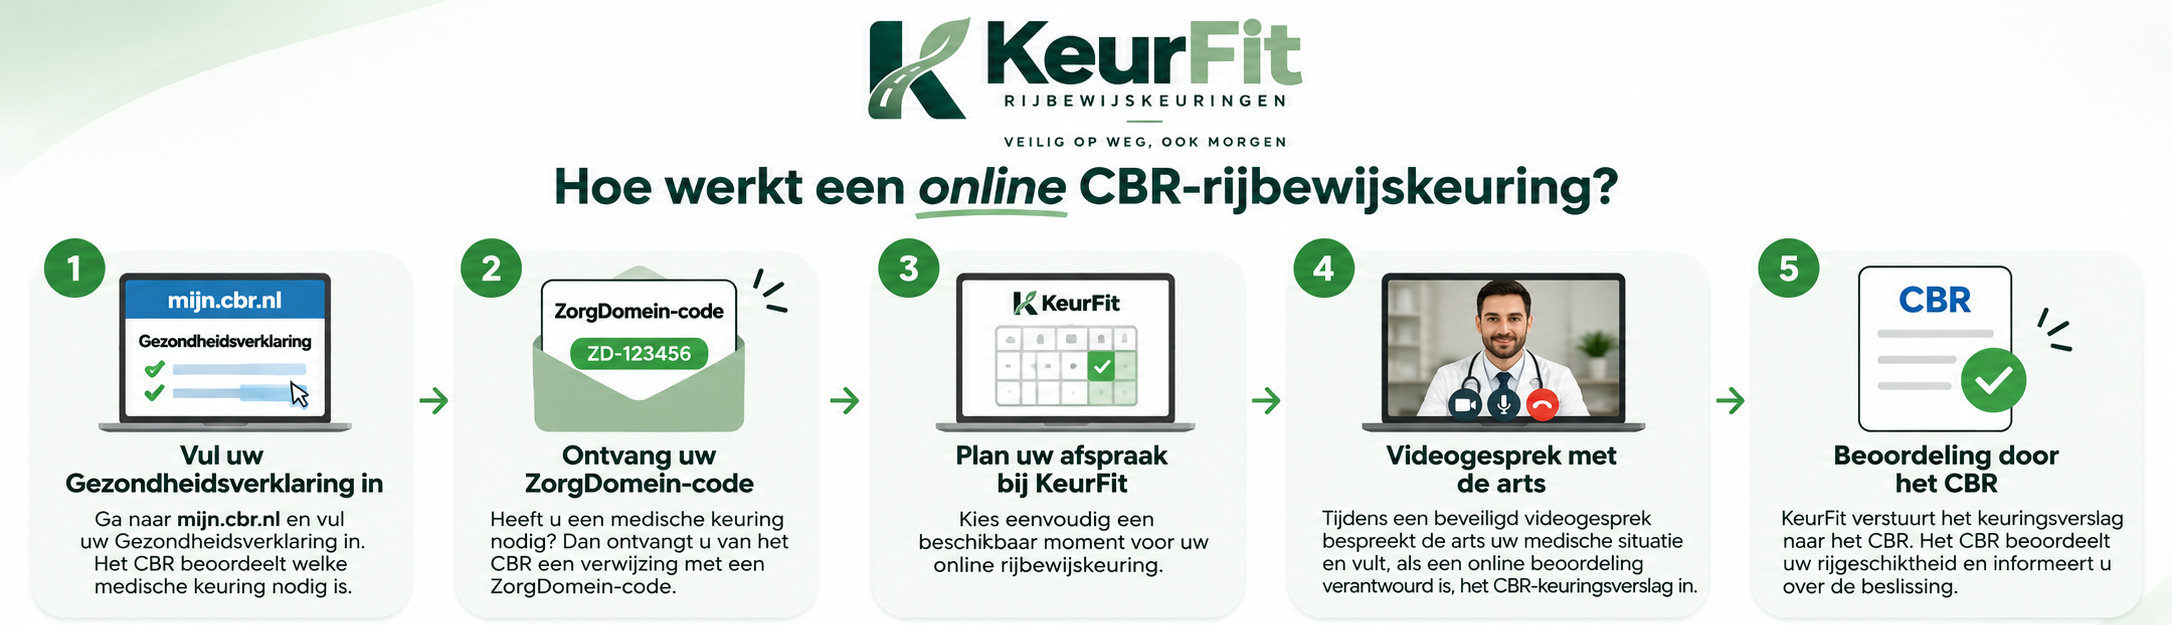 KeurFit
RIJBEWIJSKEURINGEN
VEILIG OP WEG, OOK MORGEN
Hoe werkt een online CBR-rijbewijskeuring?
1
mijn.cbr.nl
Gezondheidsverklaring
Vul uw
Gezondheidsverklaring in
Ga naar mijn.cbr.nl en vul
uw Gezondheidsverklaring in.
Het CBR beoordeelt welke
medische keuring nodig is.
2
ZorgDomein-code
ZD-123456
Ontvang uw
ZorgDomein-code
Heeft u een medische keuring
nodig? Dan ontvangt u van het
CBR een verwijzing met een
ZorgDomein-code.
3
KeurFit
Plan uw afspraak
bij KeurFit
Kies eenvoudig een
beschikbaar moment voor uw
online rijbewijskeuring.
4
Videogesprek met
de arts
Tijdens een beveiligd videogesprek
bespreekt de arts uw medische situatie
en vult, als een online beoordeling
verantwourd is, het CBR-keuringsverslag in.
5
CBR
Beoordeling door
het CBR
KeurFit verstuurt het keuringsverslag
naar het CBR. Het CBR beoordeelt
uw rijgeschiktheid en informeert u
over de beslissing.